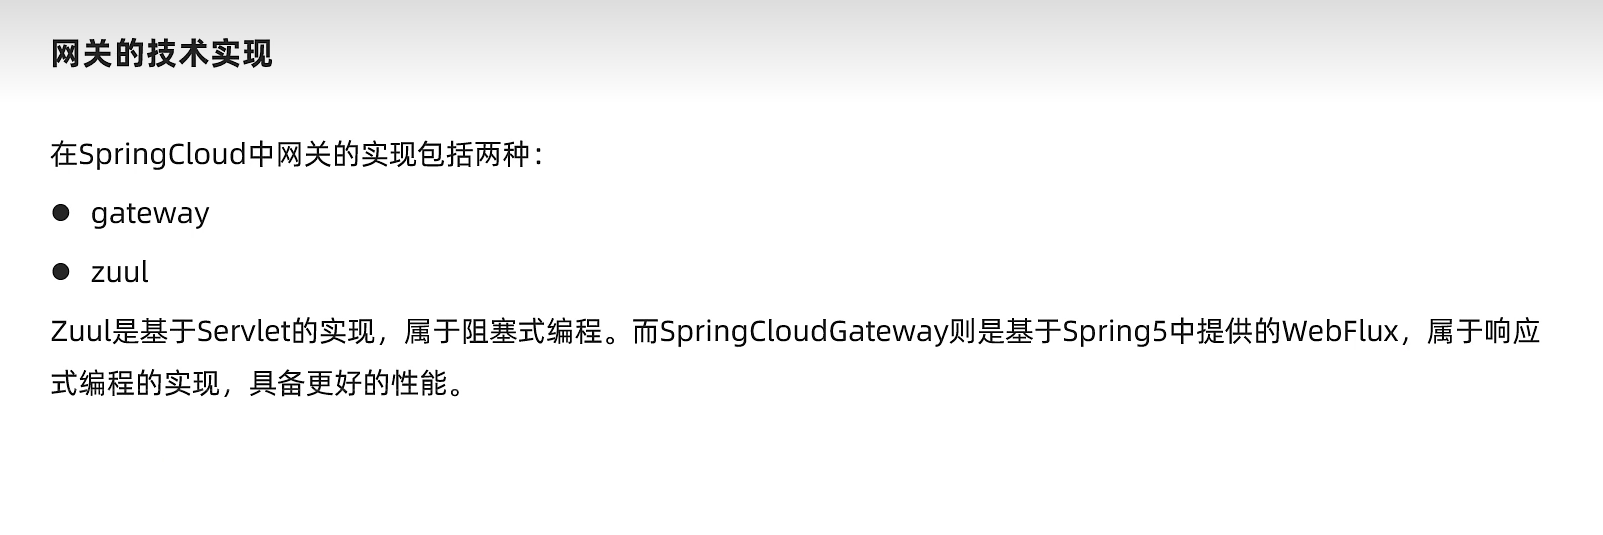 网关的技术实现
在SpringCloud中网关的实现包括两种：
● gateway
● zuul
Zuul是基于Servlet的实现，属于阻塞式编程。而SpringCloudGateway则是基于Spring5中提供的WebFlux，属于响应
式编程的实现，具备更好的性能。